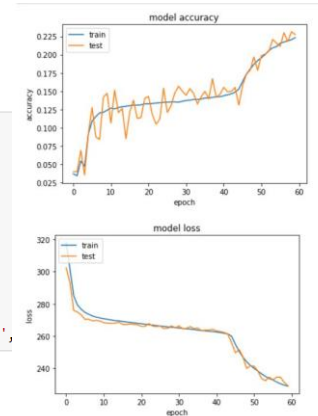 model accuracy
train
test
0.225
0.200
0.175
0.150
0.125
0.100
0.075
0.050
0.025
accuracy
0 10 20 30 40 50 60
epoch
model loss
train
test
320
300
280
260
240
loss
0 10 20 30 40 50 60
epoch